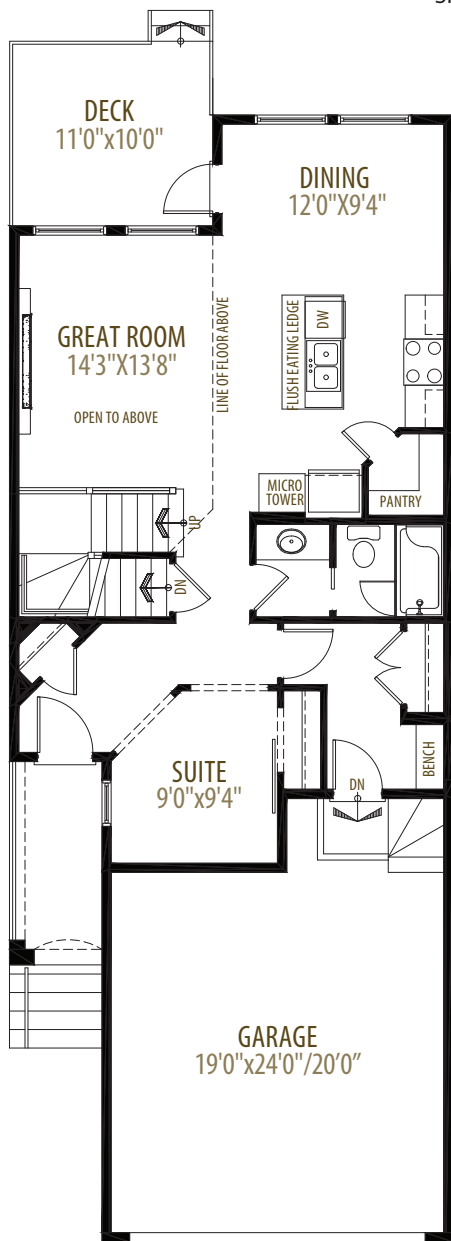 DECK
11'0"x10'0"
DINING
12'0"X9'4"
GREAT ROOM
14'3"X13'8"
OPEN TO ABOVE
LINE OF FLOOR ABOVE
FLUSH EATING LEDGE
DW
MICRO
TOWER
PANTRY
UP
DN
SUITE
9'0"x9'4"
BENCH
DN
GARAGE
19'0"x24'0"/20'0"